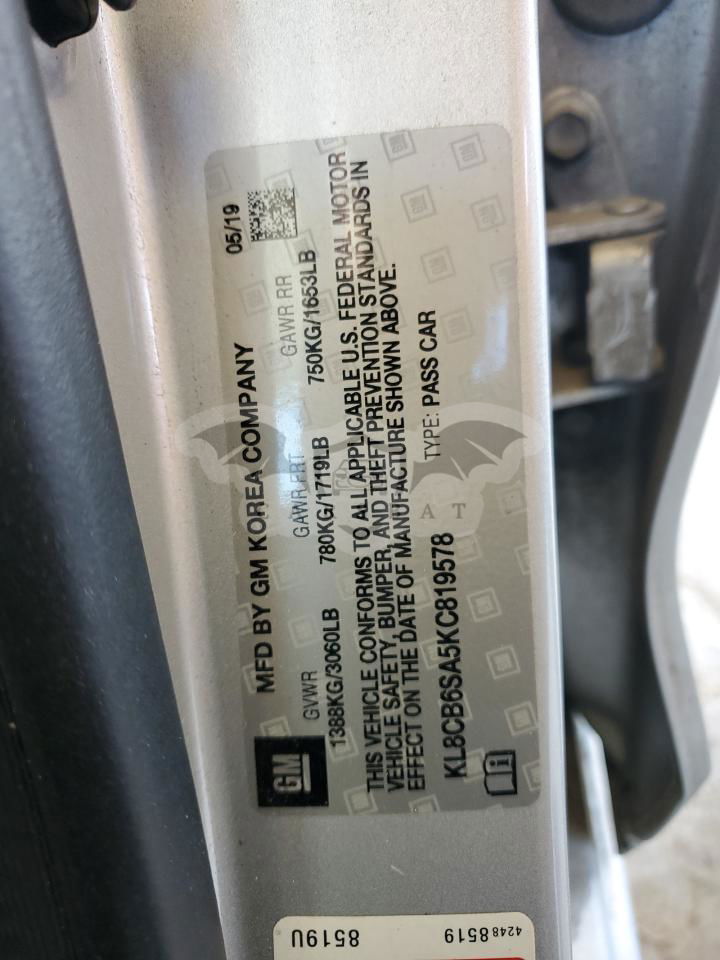 MFD BY GM KOREA COMPANY 05/19
GM
GVWR GAWR FRT GAWR RR
1388KG/3060LB 780KG/1719LB 750KG/1653LB
THIS VEHICLE CONFORMS TO ALL APPLICABLE U.S. FEDERAL MOTOR
VEHICLE SAFETY, BUMPER, AND THEFT PREVENTION STANDARDS IN
EFFECT ON THE DATE OF MANUFACTURE SHOWN ABOVE.
KL8CB6SA5KC819578 TYPE: PASS CAR
A T
4248 8519
8519U